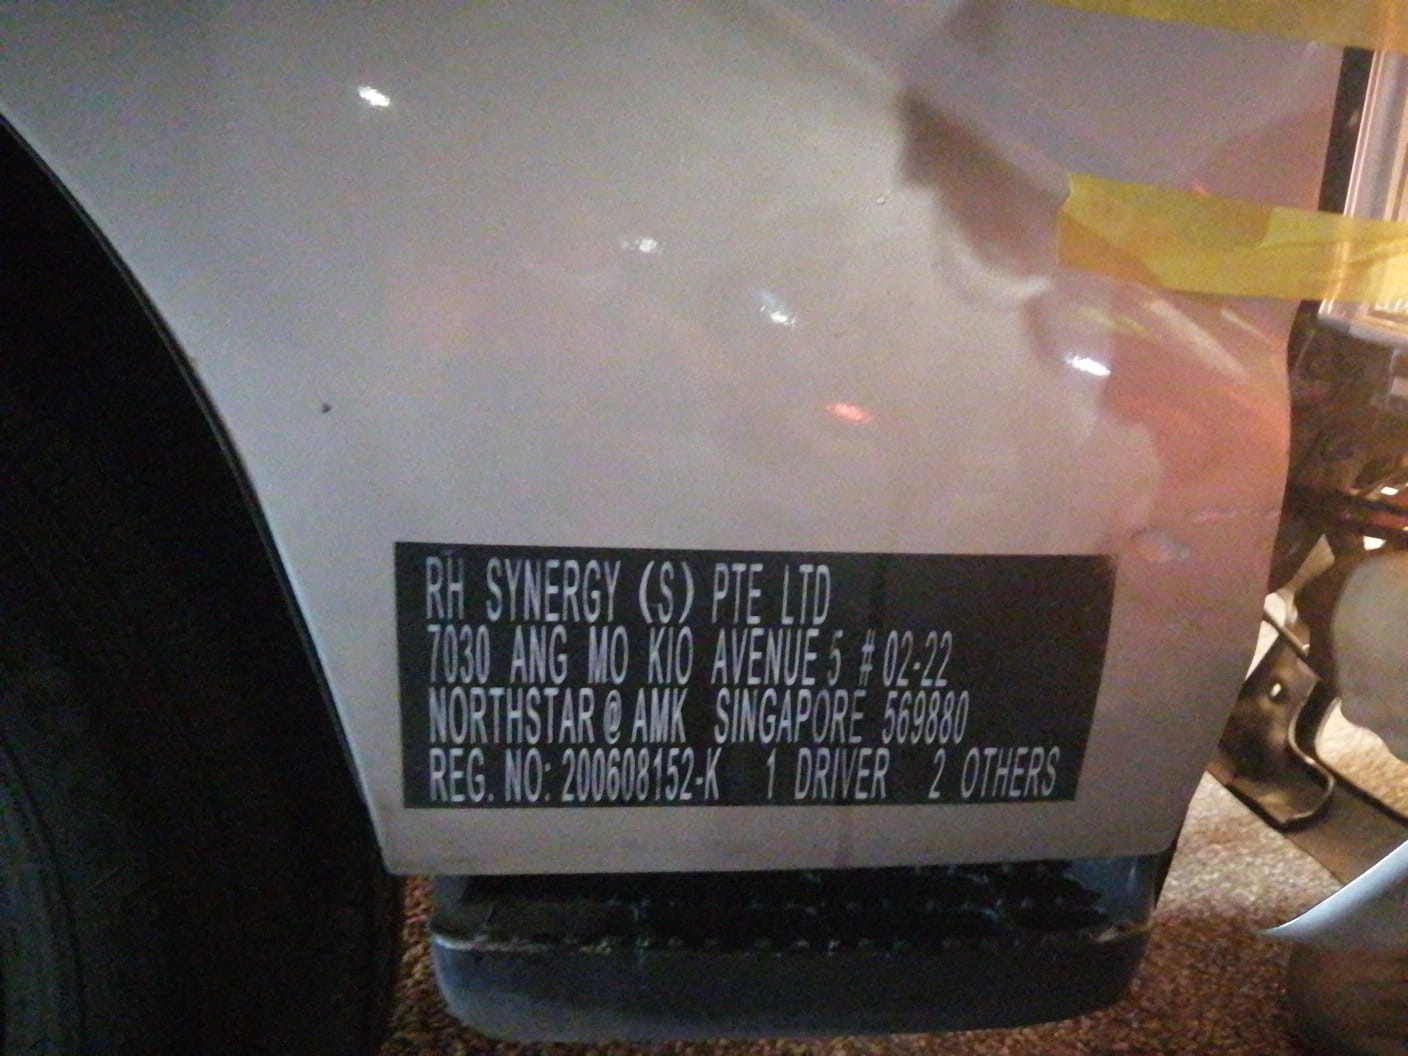 RH SYNERGY (S) PTE LTD
7030 ANG MO KIO AVENUE 5 # 02-22
NORTHSTAR @ AMK SINGAPORE 569880
REG. NO: 200608152-K 1 DRIVER 2 OTHERS